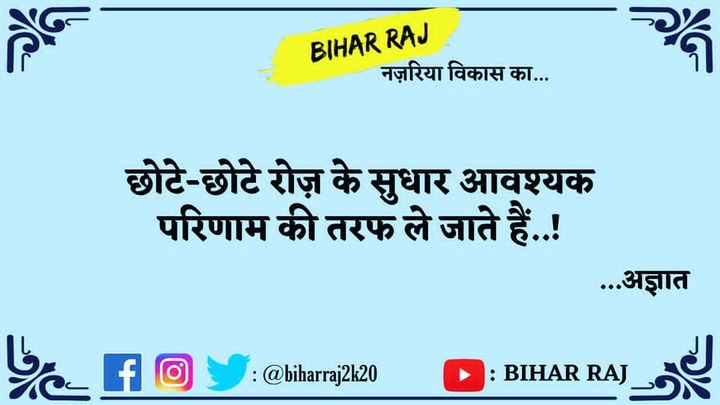 BIHAR RAJ
नज़रिया विकास का...
छोटे-छोटे रोज़ के सुधार आवश्यक
परिणाम की तरफ ले जाते हैं..!
...अज्ञात
: @biharraj2k20
: BIHAR RAJ